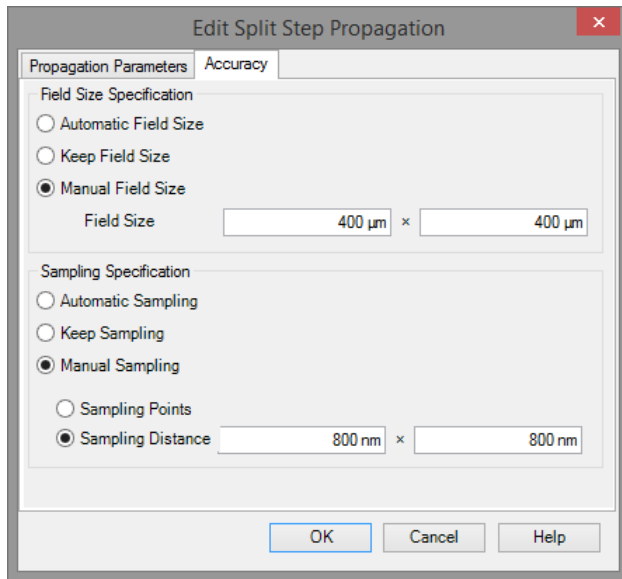 Edit Split Step Propagation
Propagation Parameters Accuracy
Field Size Specification
Automatic Field Size
Keep Field Size
Manual Field Size
Field Size 400 µm × 400 µm
Sampling Specification
Automatic Sampling
Keep Sampling
Manual Sampling
Sampling Points
Sampling Distance 800 nm × 800 nm
OK Cancel Help